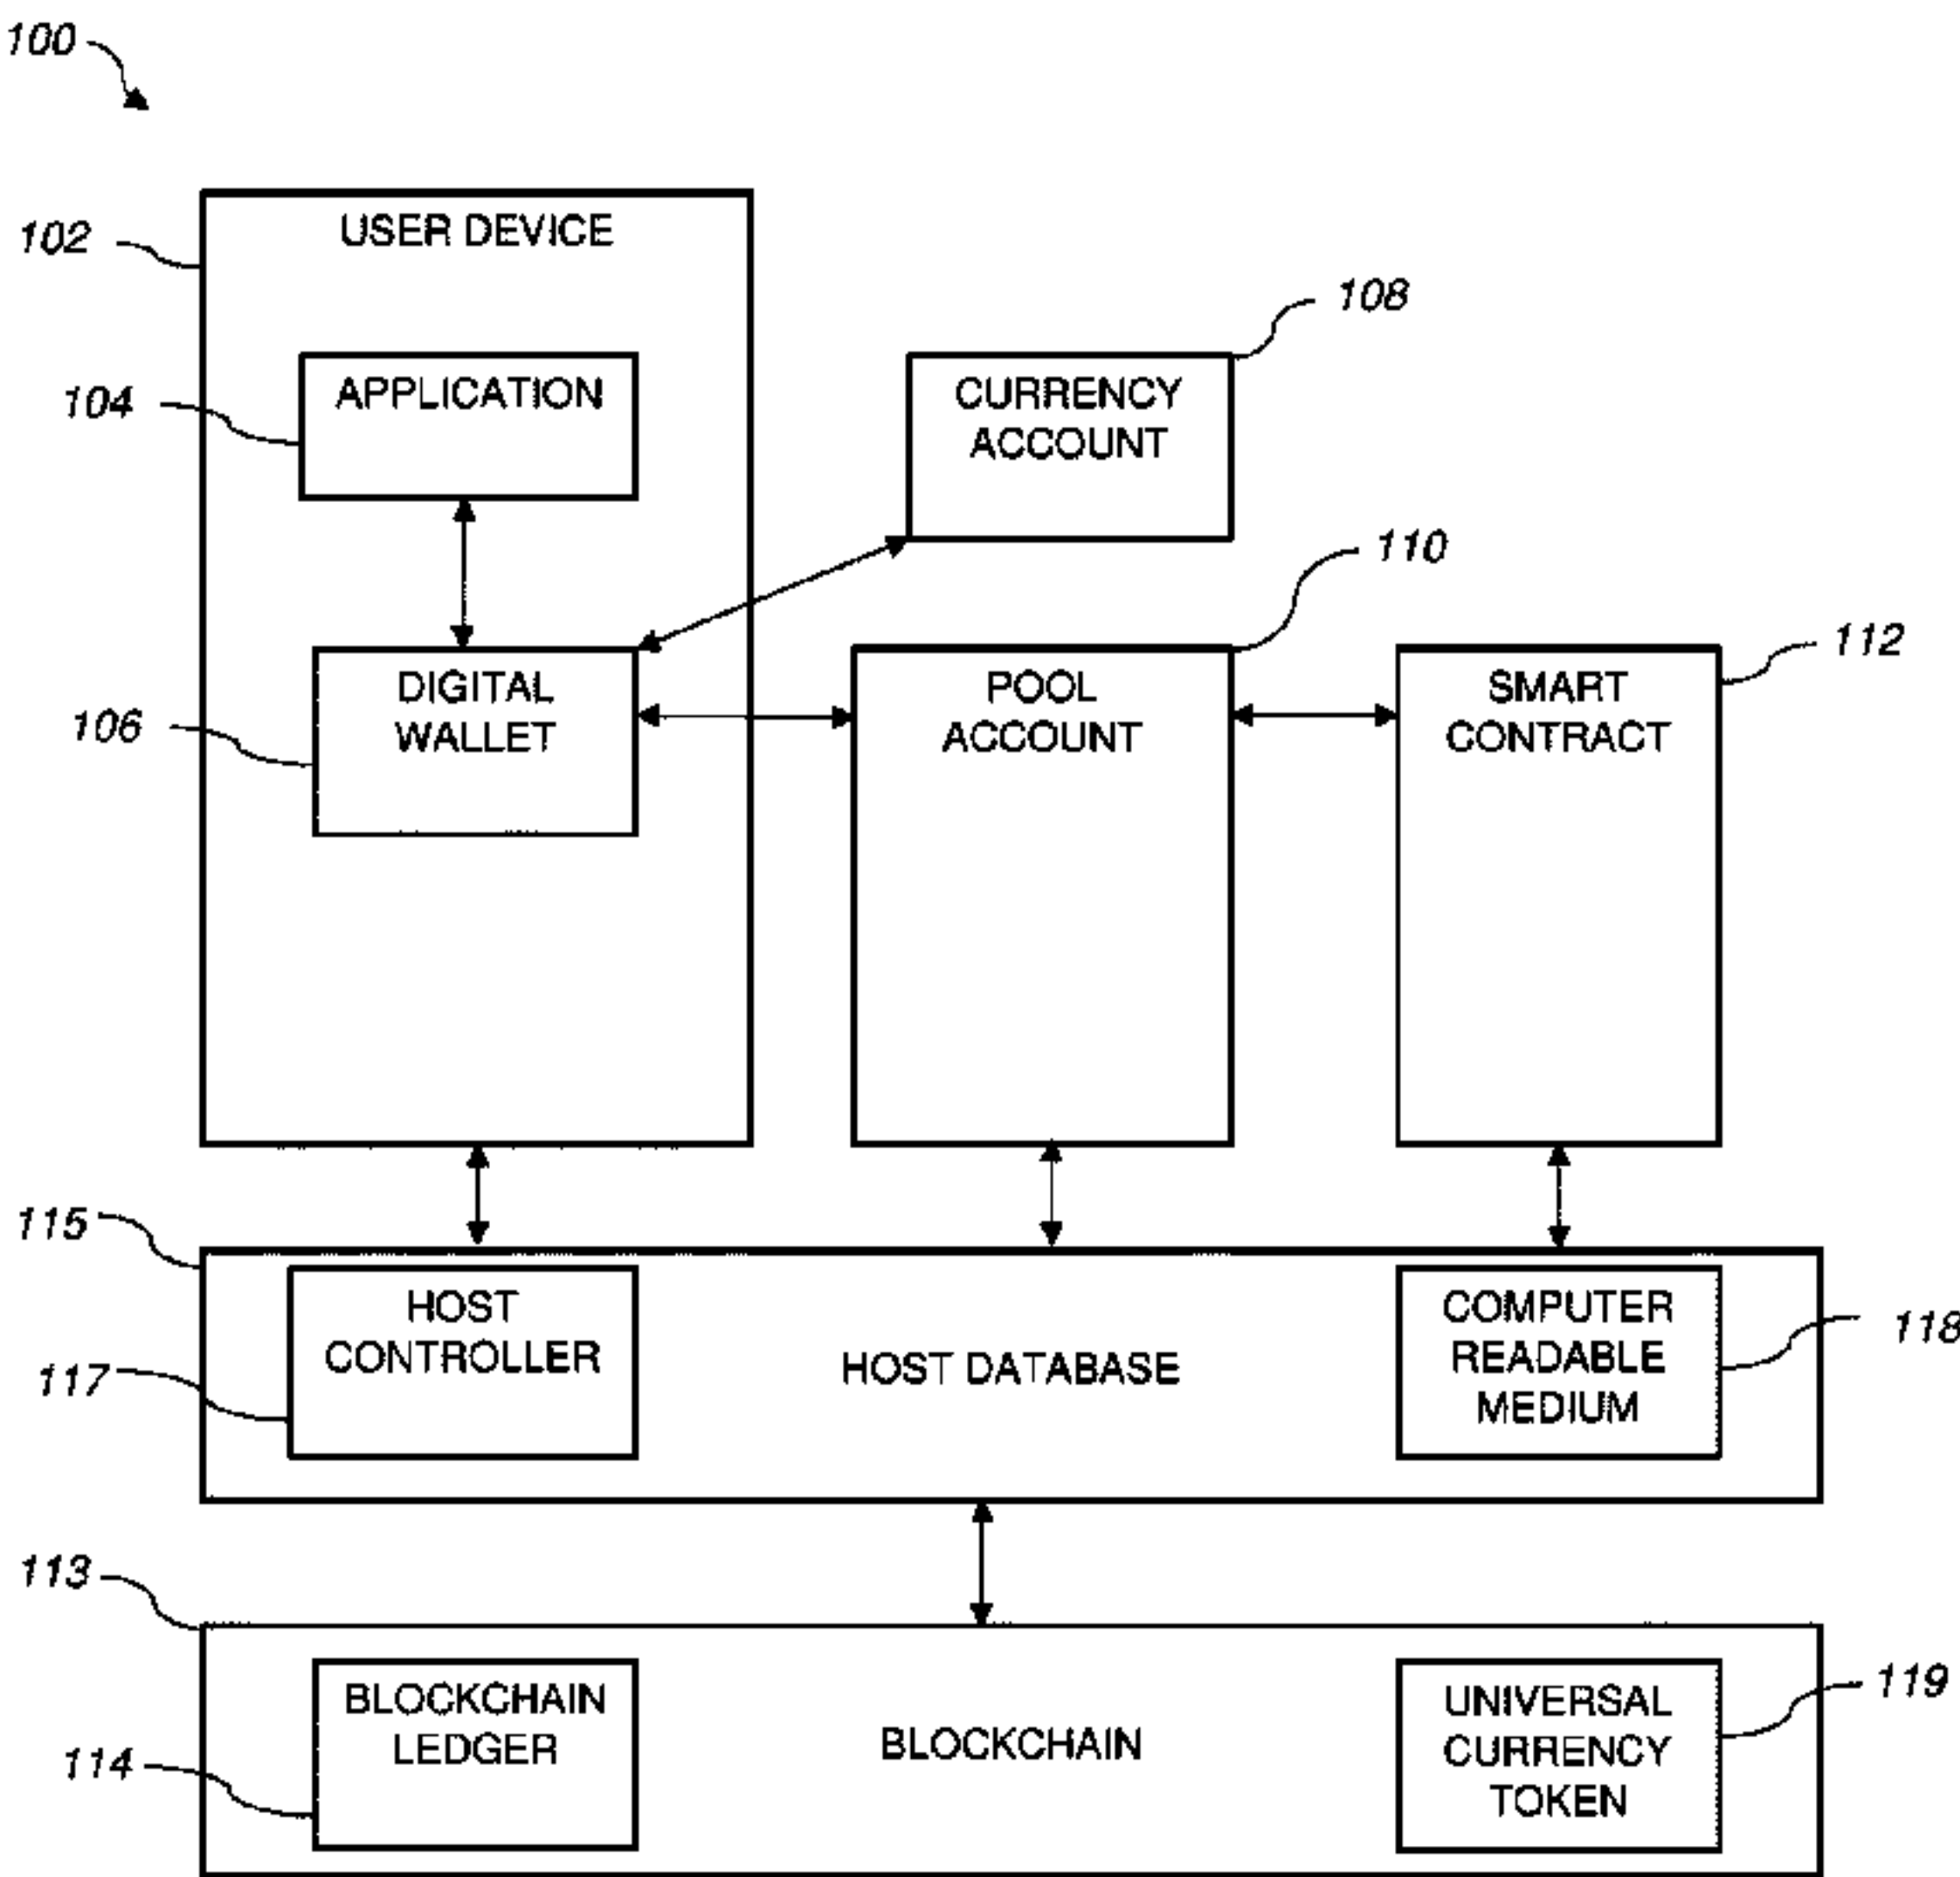 100
102
USER DEVICE
108
104
APPLICATION
CURRENCY
ACCOUNT
110
112
106
DIGITAL
WALLET
POOL
ACCOUNT
SMART
CONTRACT
115
HOST
CONTROLLER
117
HOST DATABASE
COMPUTER
READABLE
MEDIUM
118
113
BLOCKCHAIN
LEDGER
114
BLOCKCHAIN
UNIVERSAL
CURRENCY
TOKEN
119